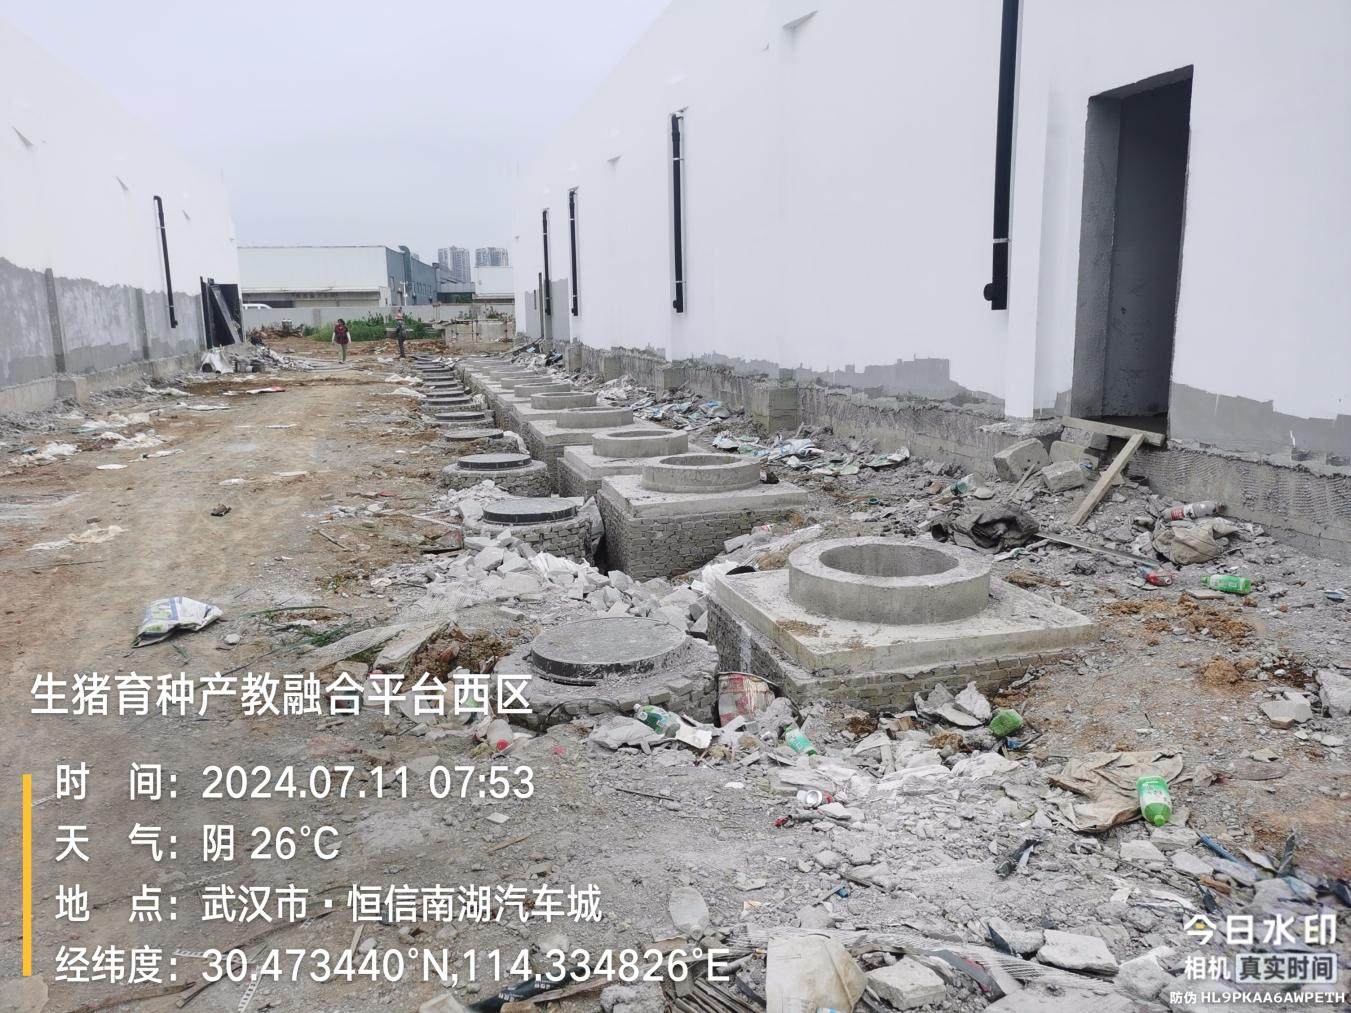 生猪育种产教融合平台西区
时 间：2024.07.11 07:53
天 气：阴 26°C
地 点：武汉市·恒信南湖汽车城
经纬度：30.473440°N,114.334826°E
今日水印
相机 真实时间
防伪 HL9PKAA6AWPETH